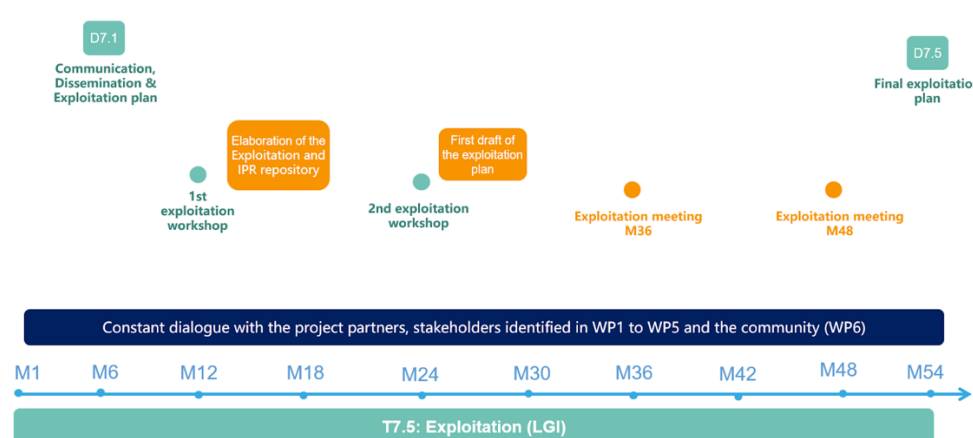 D7.1
Communication,
Dissemination &
Exploitation plan
D7.5
Final exploitatio
plan
Elaboration of the
Exploitation and
IPR repository
First draft of
the exploitation
plan
1st
exploitation
workshop
2nd exploitation
workshop
Exploitation meeting
M36
Exploitation meeting
M48
Constant dialogue with the project partners, stakeholders identified in WP1 to WP5 and the community (WP6)
M1 M6 M12 M18 M24 M30 M36 M42 M48 M54
T7.5: Exploitation (LGI)